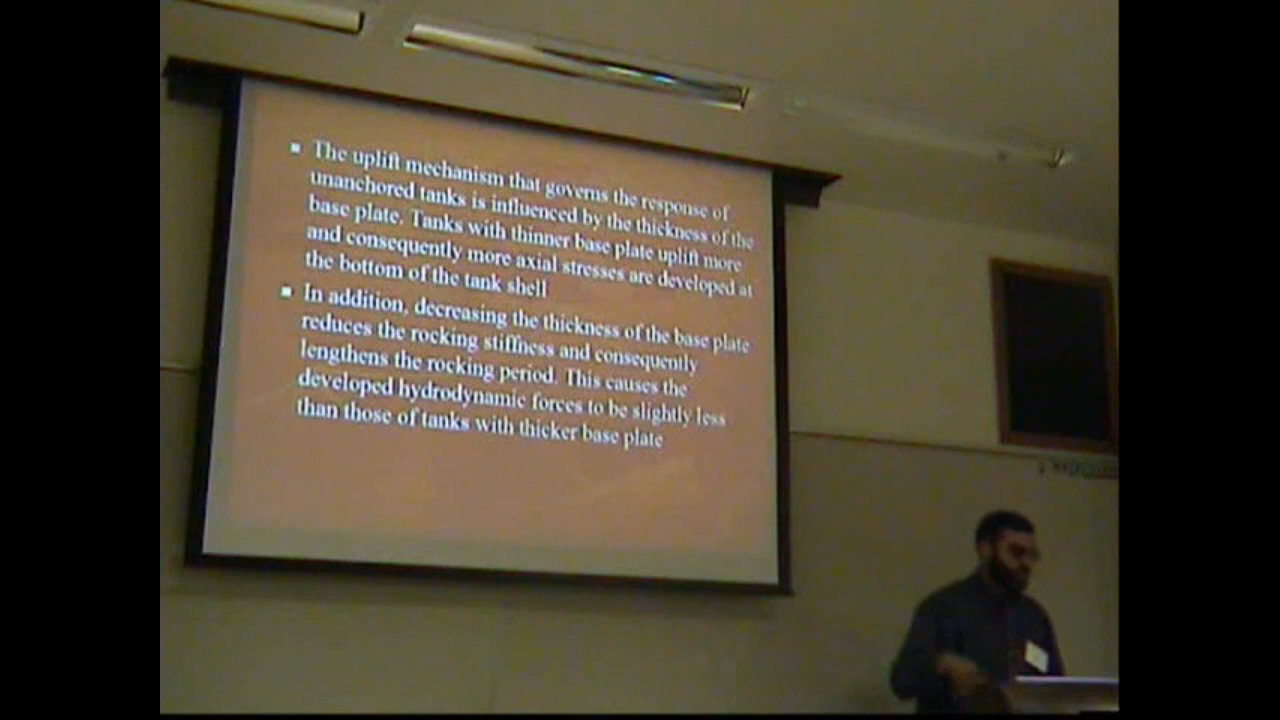 ▪ The uplift mechanism that governs the response of
unanchored tanks is influenced by the thickness of the
base plate. Tanks with thinner base plate uplift more
and consequently more axial stresses are developed at
the bottom of the tank shell
▪ In addition, decreasing the thickness of the base plate
reduces the rocking stiffness and consequently
lengthens the rocking period. This causes the
developed hydrodynamic forces to be slightly less
than those of tanks with thicker base plate